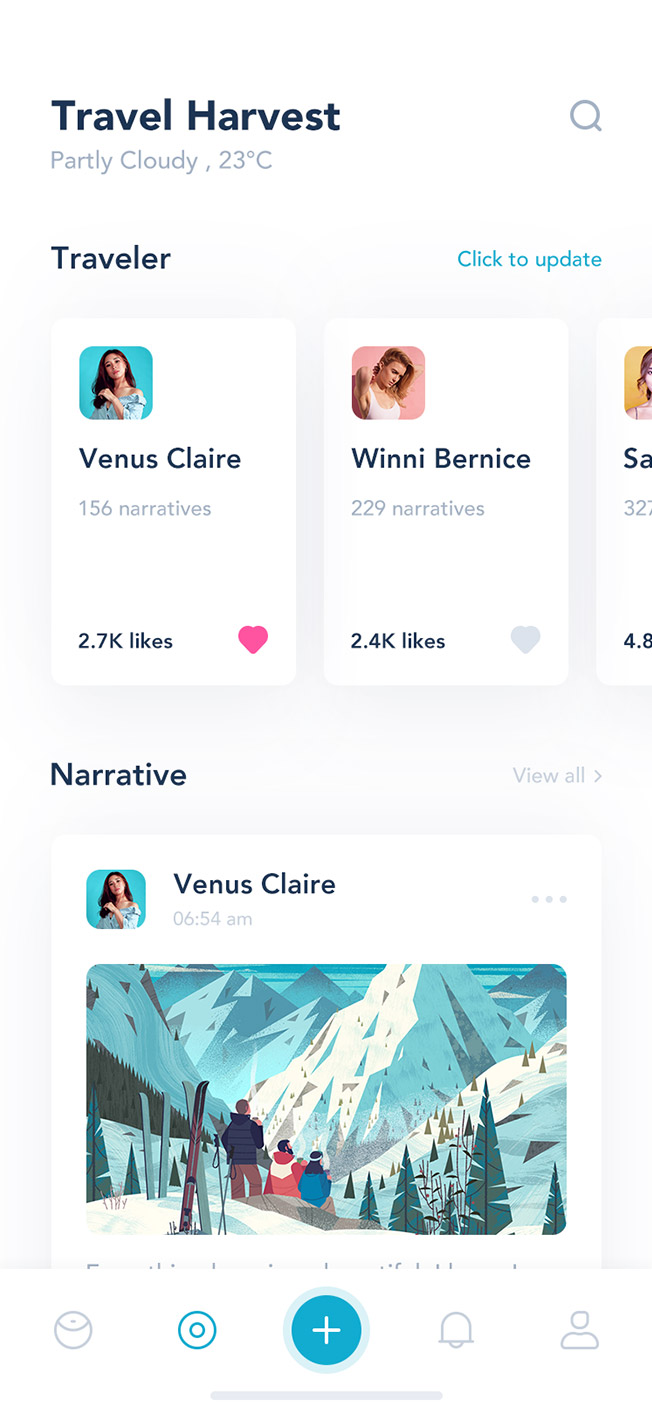 Travel Harvest
Partly Cloudy , 23°C
Traveler
Click to update
Venus Claire
156 narratives
2.7K likes
Winni Bernice
229 narratives
2.4K likes
Sa
327
4.8
Narrative
View all >
Venus Claire
06:54 am